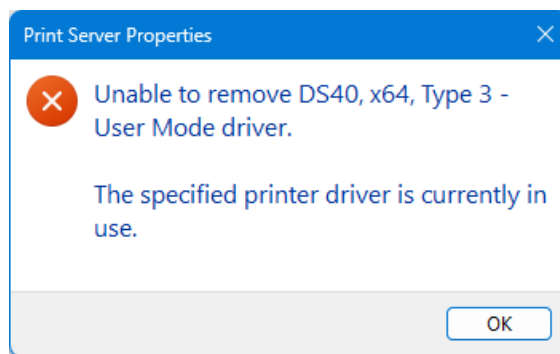 Print Server Properties
Unable to remove DS40, x64, Type 3 -
User Mode driver.
The specified printer driver is currently in
use.
OK